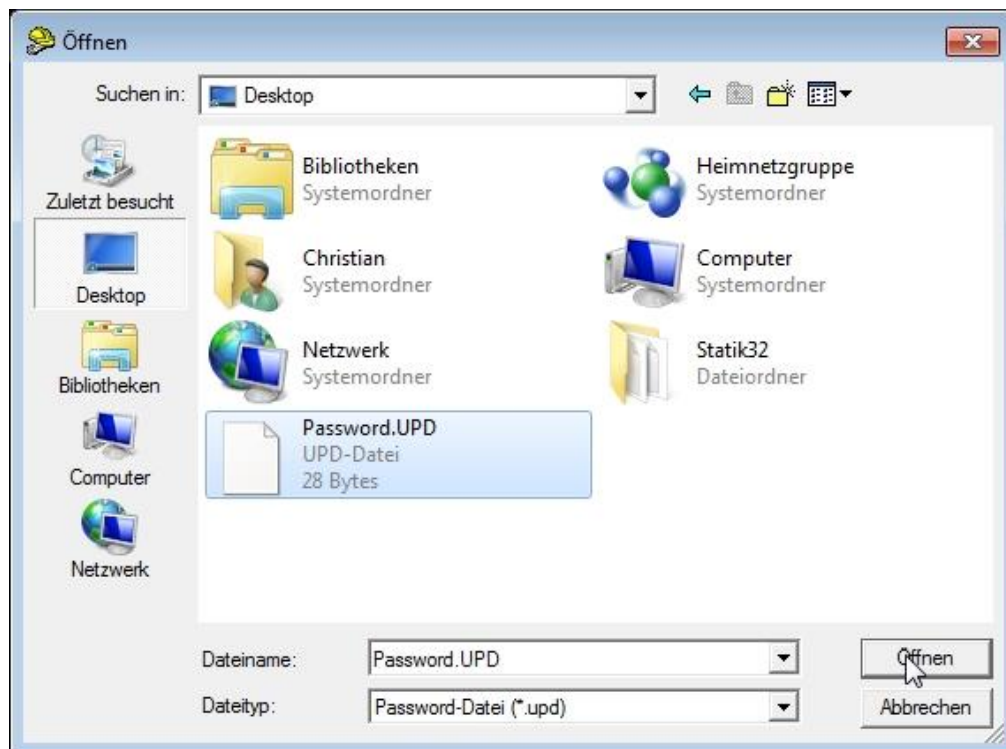 Öffnen
Suchen in:
Desktop
Zuletzt besucht
Desktop
Bibliotheken
Computer
Netzwerk
Bibliotheken
Systemordner
Heimnetzgruppe
Systemordner
Christian
Systemordner
Computer
Systemordner
Netzwerk
Systemordner
Statik32
Dateiordner
Password.UPD
UPD-Datei
28 Bytes
Dateiname:
Password.UPD
Öffnen
Dateityp:
Password-Datei (*.upd)
Abbrechen